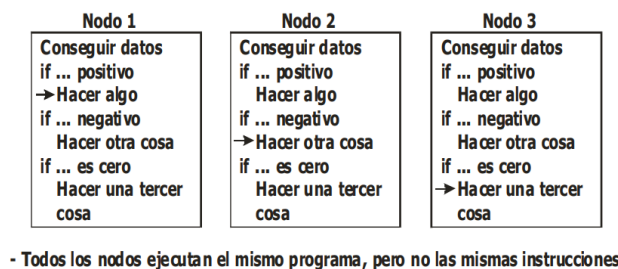 Nodo 1
Conseguir datos
if ... positivo
Hacer algo
if ... negativo
Hacer otra cosa
if ... es cero
Hacer una tercer
cosa
Nodo 2
Conseguir datos
if ... positivo
Hacer algo
if ... negativo
Hacer otra cosa
if ... es cero
Hacer una tercer
cosa
Nodo 3
Conseguir datos
if ... positivo
Hacer algo
if ... negativo
Hacer otra cosa
if ... es cero
Hacer una tercer
cosa
- Todos los nodos ejecutan el mismo programa, pero no las mismas instrucciones